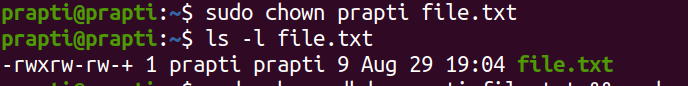 prapti@prapti:~$ sudo chown prapti file.txt
prapti@prapti:~$ ls -l file.txt
-rwxrw-rw-+ 1 prapti prapti 9 Aug 29 19:04 file.txt